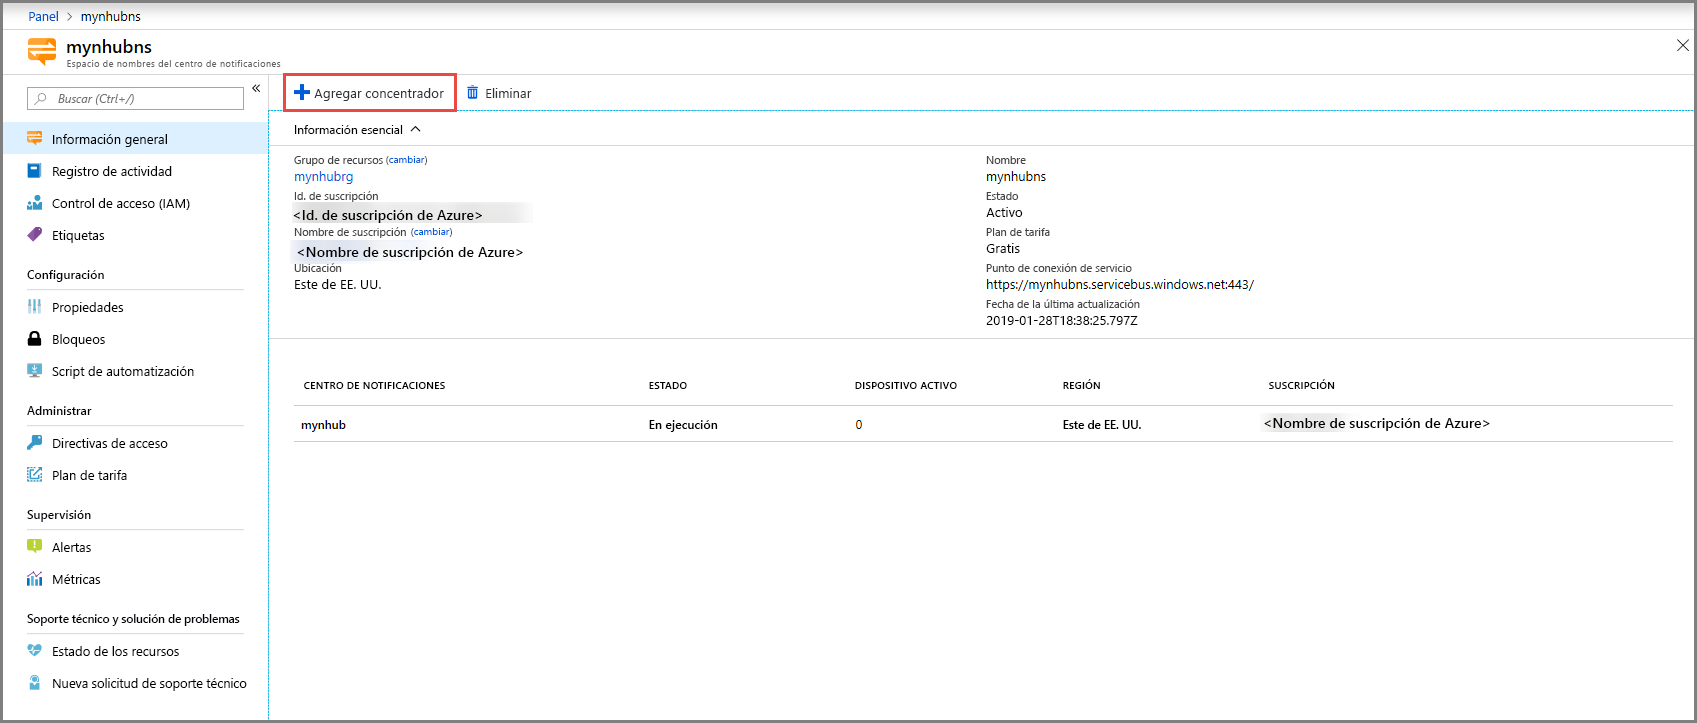 Panel > mynhubns
mynhubns
Espacio de nombres del centro de notificaciones
Buscar (Ctrl+/)
«
Información general
Registro de actividad
Control de acceso (IAM)
Etiquetas
Configuración
Propiedades
Bloqueos
Script de automatización
Administrar
Directivas de acceso
Plan de tarifa
Supervisión
Alertas
Métricas
Soporte técnico y solución de problemas
Estado de los recursos
Nueva solicitud de soporte técnico
Agregar concentrador
Eliminar
Información esencial
Grupo de recursos (cambiar)
mynhubrg
Id. de suscripción
<Id. de suscripción de Azure>
Nombre de suscripción (cambiar)
<Nombre de suscripción de Azure>
Ubicación
Este de EE. UU.
Nombre
mynhubns
Estado
Activo
Plan de tarifa
Gratis
Punto de conexión de servicio
https://mynhubns.servicebus.windows.net:443/
Fecha de la última actualización
2019-01-28T18:38:25.797Z
CENTRO DE NOTIFICACIONES ESTADO DISPOSITIVO ACTIVO REGIÓN SUSCRIPCIÓN
mynhub En ejecución 0 Este de EE. UU. <Nombre de suscripción de Azure>